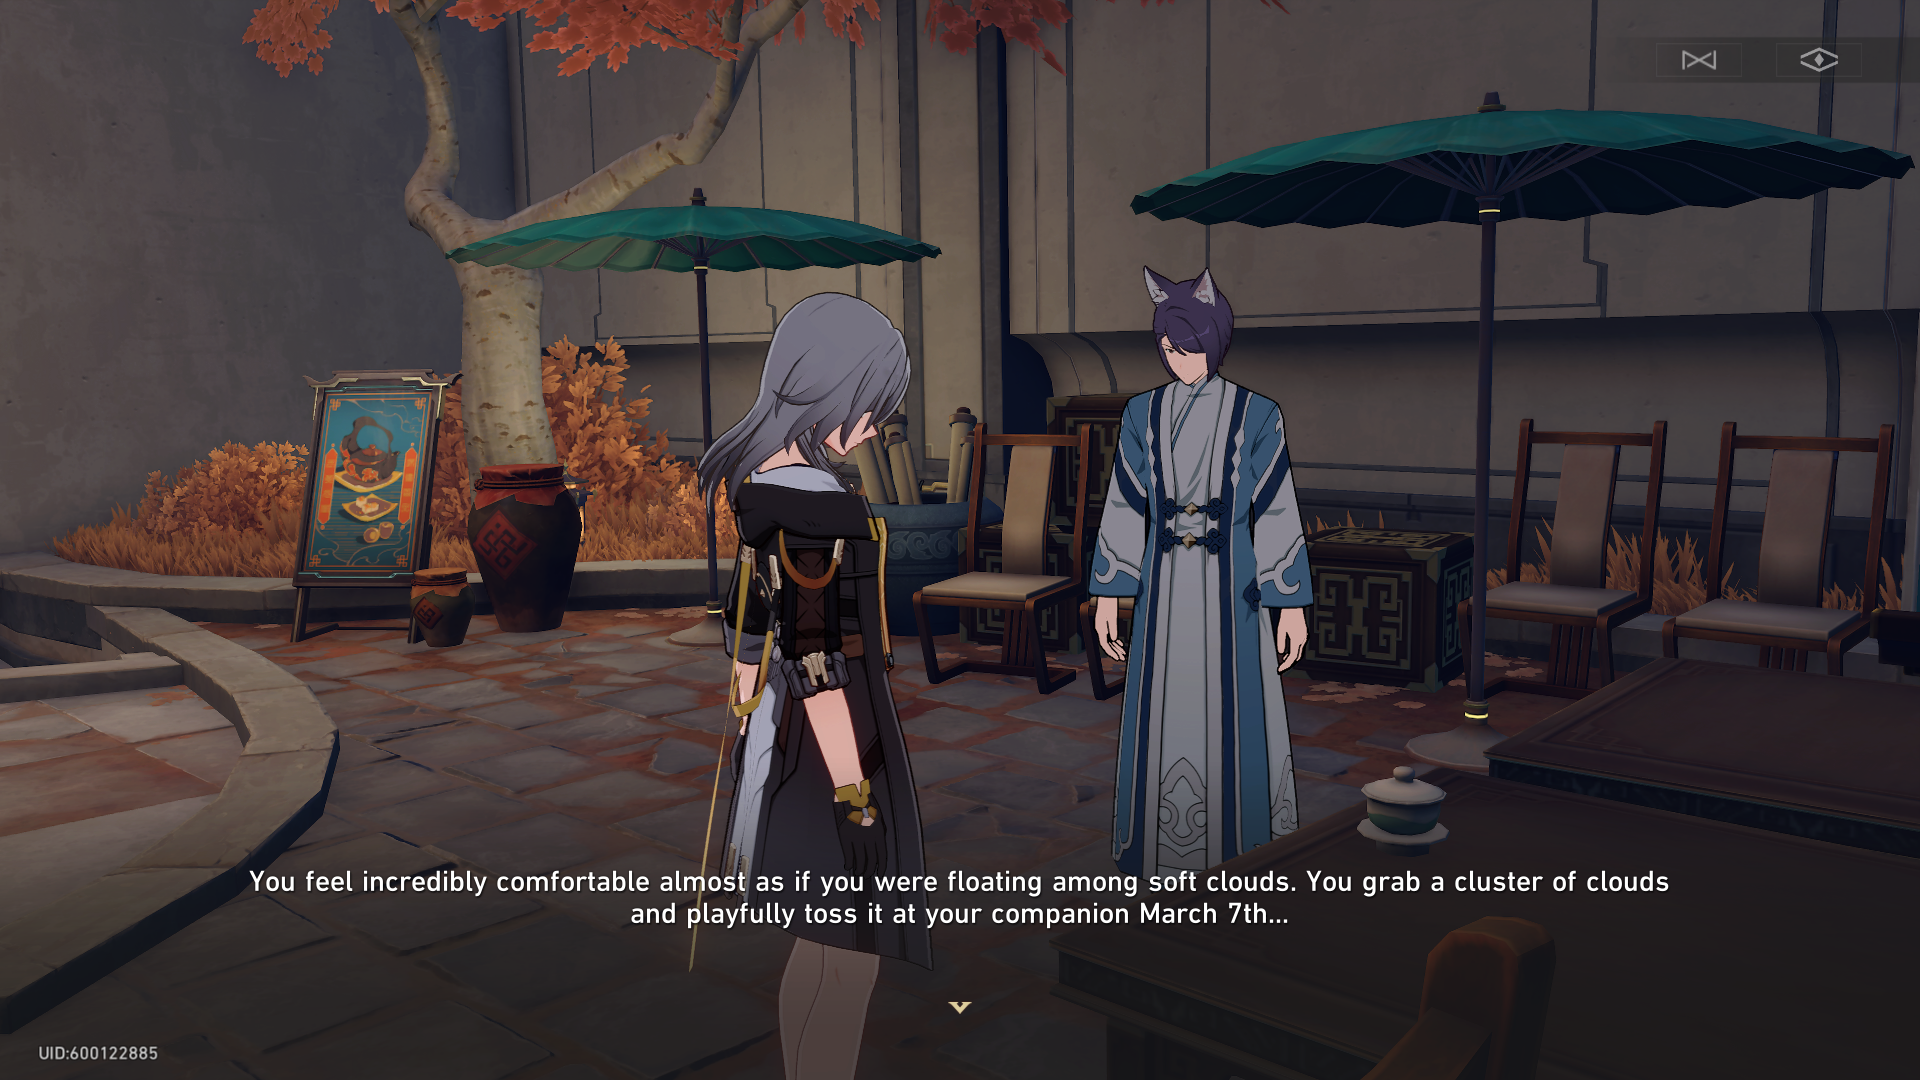 You feel incredibly comfortable almost as if you were floating among soft clouds. You grab a cluster of clouds
and playfully toss it at your companion March 7th...
UID:600122885